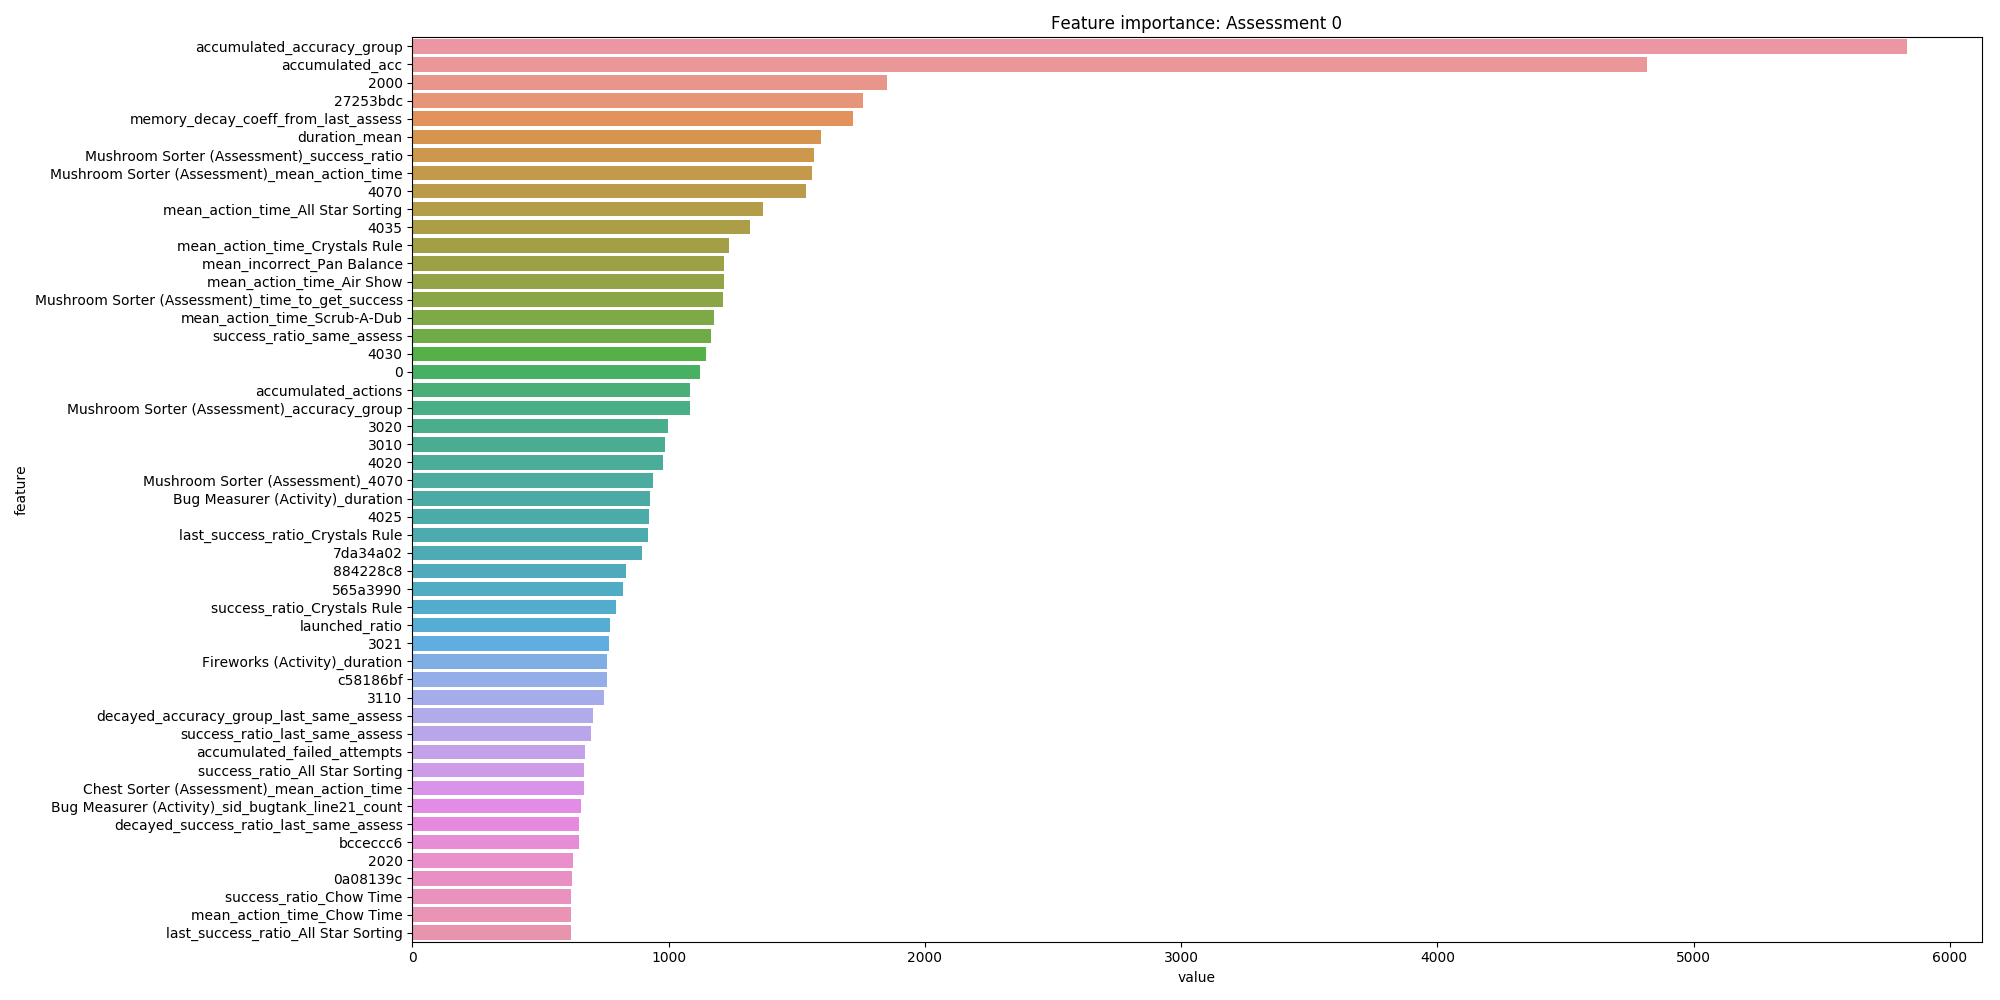 Feature importance: Assessment 0
feature
accumulated_accuracy_group
accumulated_acc
2000
27253bdc
memory_decay_coeff_from_last_assess
duration_mean
Mushroom Sorter (Assessment)_success_ratio
Mushroom Sorter (Assessment)_mean_action_time
4070
mean_action_time_All Star Sorting
4035
mean_action_time_Crystals Rule
mean_incorrect_Pan Balance
mean_action_time_Air Show
Mushroom Sorter (Assessment)_time_to_get_success
mean_action_time_Scrub-A-Dub
success_ratio_same_assess
4030
0
accumulated_actions
Mushroom Sorter (Assessment)_accuracy_group
3020
3010
4020
Mushroom Sorter (Assessment)_4070
Bug Measurer (Activity)_duration
4025
last_success_ratio_Crystals Rule
7da34a02
884228c8
565a3990
success_ratio_Crystals Rule
launched_ratio
3021
Fireworks (Activity)_duration
c58186bf
3110
decayed_accuracy_group_last_same_assess
success_ratio_last_same_assess
accumulated_failed_attempts
success_ratio_All Star Sorting
Chest Sorter (Assessment)_mean_action_time
Bug Measurer (Activity)_sid_bugtank_line21_count
decayed_success_ratio_last_same_assess
bcceccc6
2020
0a08139c
success_ratio_Chow Time
mean_action_time_Chow Time
last_success_ratio_All Star Sorting
0 1000 2000 3000 4000 5000 6000
value